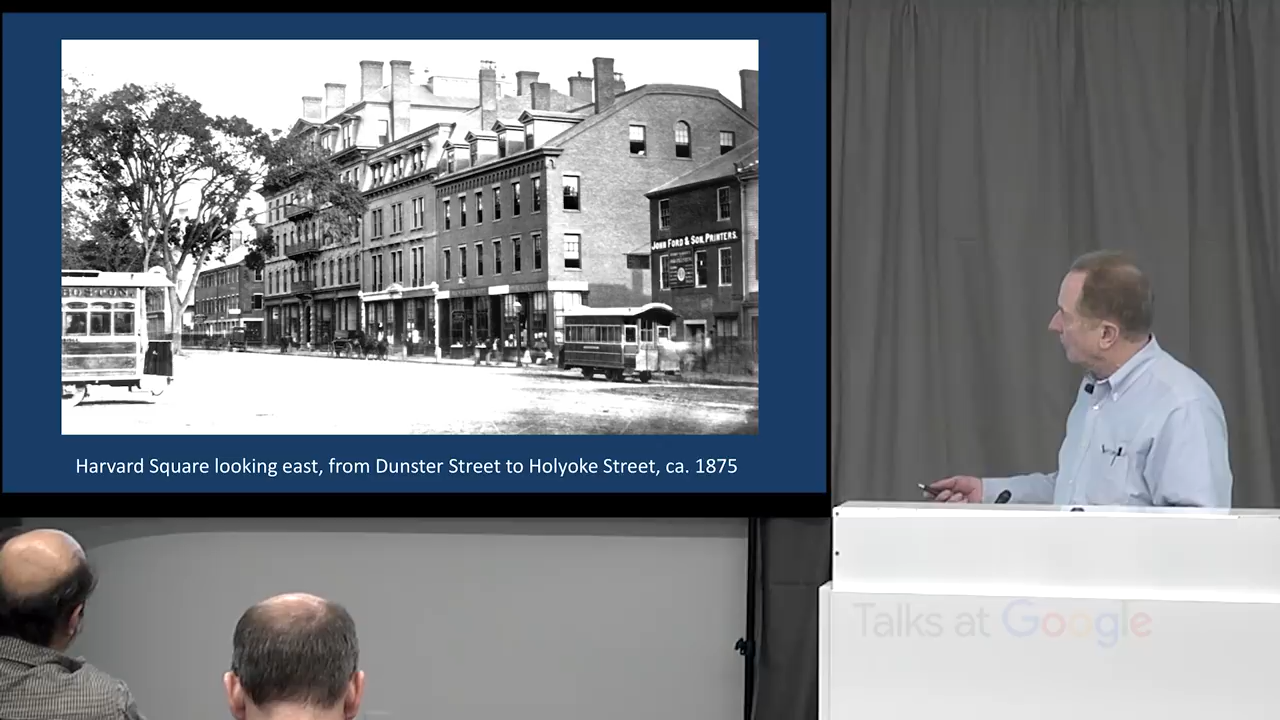 BOSTON
JOHN FORD & SON, PRINTERS.
Harvard Square looking east, from Dunster Street to Holyoke Street, ca. 1875
Talks at Google